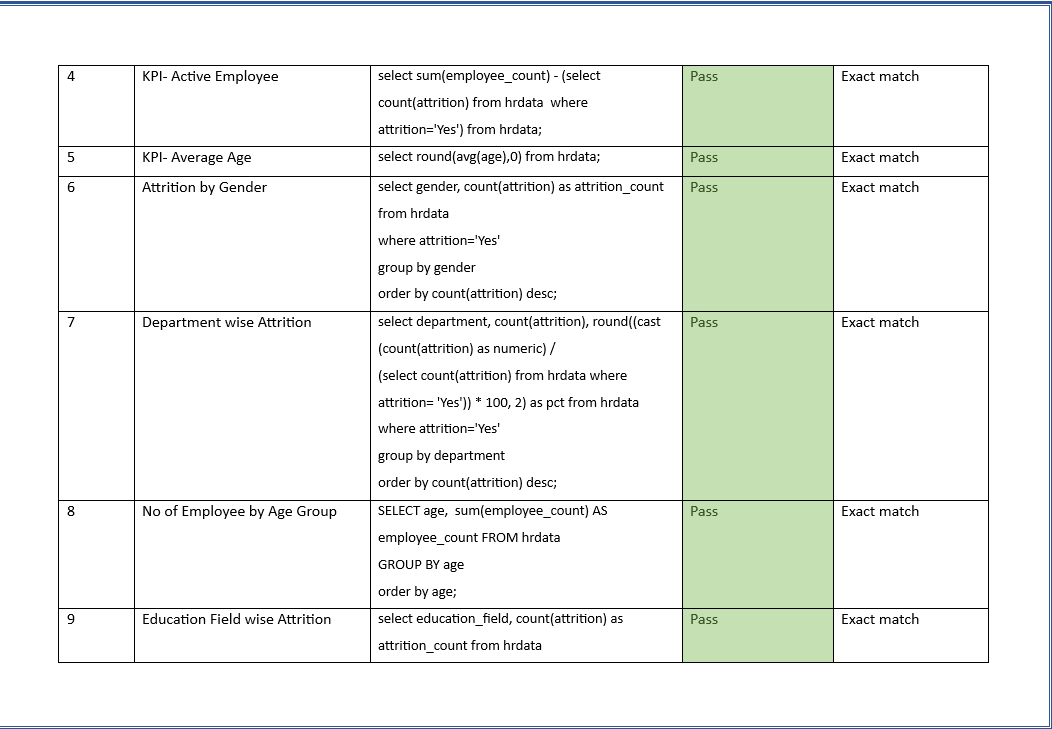 4 KPI- Active Employee select sum(employee_count) - (select Pass Exact match
count(attrition) from hrdata  where
attrition='Yes') from hrdata;
5 KPI- Average Age select round(avg(age),0) from hrdata; Pass Exact match
6 Attrition by Gender select gender, count(attrition) as attrition_count Pass Exact match
from hrdata
where attrition='Yes'
group by gender
order by count(attrition) desc;
7 Department wise Attrition select department, count(attrition), round((cast Pass Exact match
(count(attrition) as numeric) /
(select count(attrition) from hrdata where
attrition= 'Yes')) * 100, 2) as pct from hrdata
where attrition='Yes'
group by department
order by count(attrition) desc;
8 No of Employee by Age Group SELECT age,  sum(employee_count) AS Pass Exact match
employee_count FROM hrdata
GROUP BY age
order by age;
9 Education Field wise Attrition select education_field, count(attrition) as Pass Exact match
attrition_count from hrdata